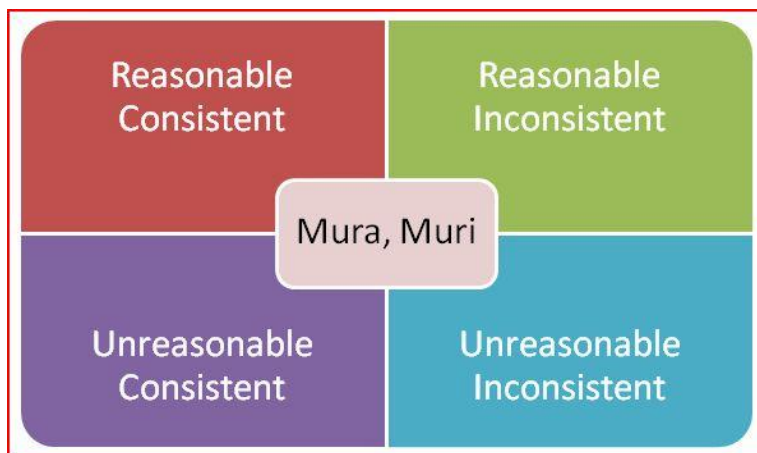 Reasonable
Consistent
Reasonable
Inconsistent
Mura, Muri
Unreasonable
Consistent
Unreasonable
Inconsistent